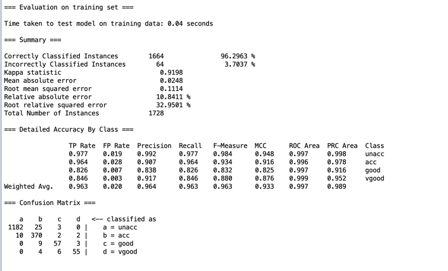 === Evaluation on training set ===
Time taken to test model on training data: 0.04 seconds
=== Summary ===
Correctly Classified Instances 1664 96.2963 %
Incorrectly Classified Instances 64 3.7037 %
Kappa statistic 0.9198
Mean absolute error 0.0248
Root mean squared error 0.1114
Relative absolute error 10.8411 %
Root relative squared error 32.9501 %
Total Number of Instances 1728
=== Detailed Accuracy By Class ===
TP Rate FP Rate Precision Recall F-Measure MCC ROC Area PRC Area Class
0.977 0.019 0.992 0.977 0.984 0.948 0.997 0.998 unacc
0.964 0.028 0.907 0.964 0.934 0.916 0.996 0.978 acc
0.826 0.007 0.838 0.826 0.832 0.825 0.997 0.916 good
0.846 0.003 0.917 0.846 0.880 0.876 0.999 0.952 vgood
Weighted Avg. 0.963 0.020 0.964 0.963 0.963 0.933 0.997 0.989
=== Confusion Matrix ===
a b c d <-- classified as
1182 25 3 0 | a = unacc
10 370 2 2 | b = acc
0 9 57 3 | c = good
0 4 6 55 | d = vgood